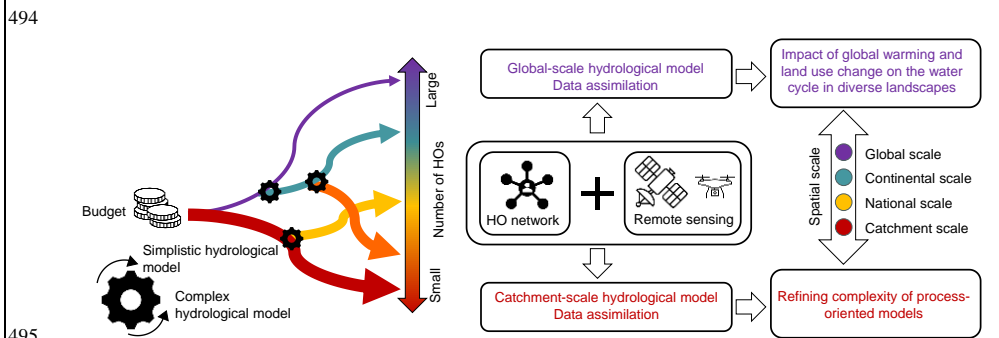 494
Budget
Simplistic hydrological
model
Complex
hydrological model
Large
Number of HOs
Small
Global-scale hydrological model
Data assimilation
Impact of global warming and
land use change on the water
cycle in diverse landscapes
HO network
Remote sensing
Spatial scale
Global scale
Continental scale
National scale
Catchment scale
Catchment-scale hydrological model
Data assimilation
Refining complexity of process-
oriented models
495